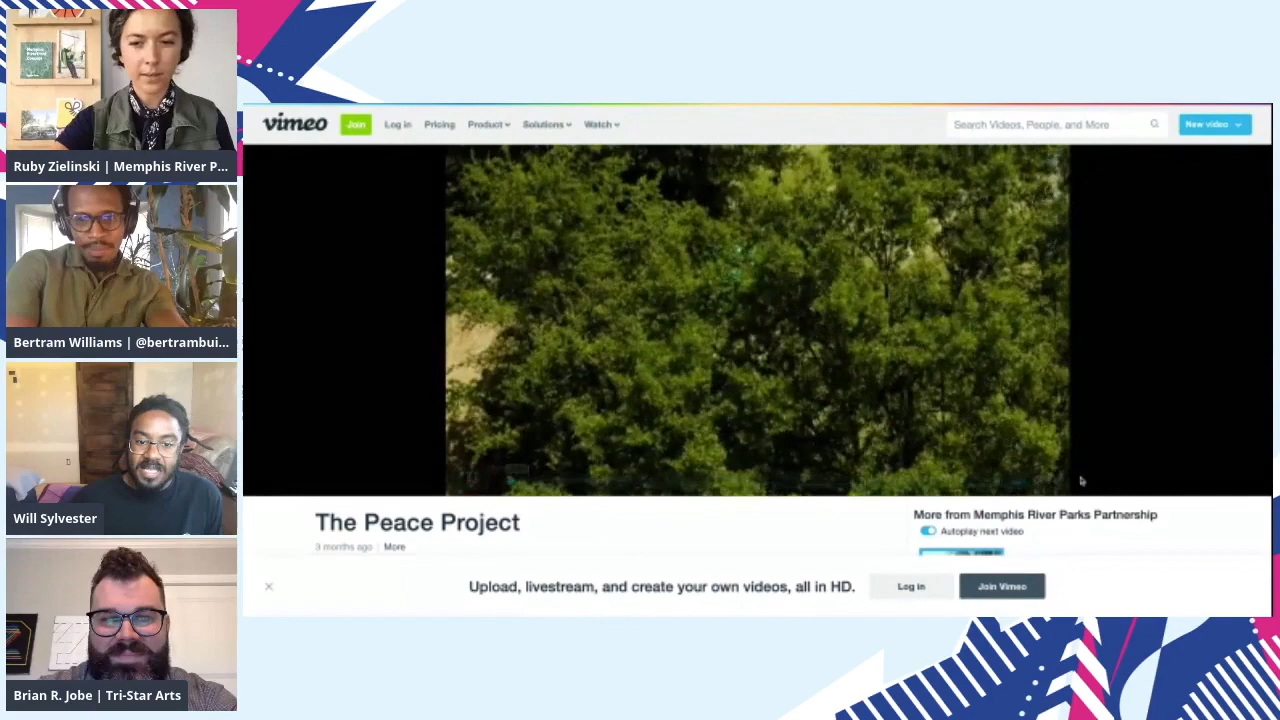 Ruby Zielinski | Memphis River P...
Bertram Williams | @bertrambui...
Will Sylvester
Brian R. Jobe | Tri-Star Arts
vimeo Join Log in Pricing Product Solutions Watch Search Videos, People, and More New video
The Peace Project
3 months ago More
More from Memphis River Parks Partnership
Autoplay next video
Upload, livestream, and create your own videos, all in HD. Log in Join Vimeo